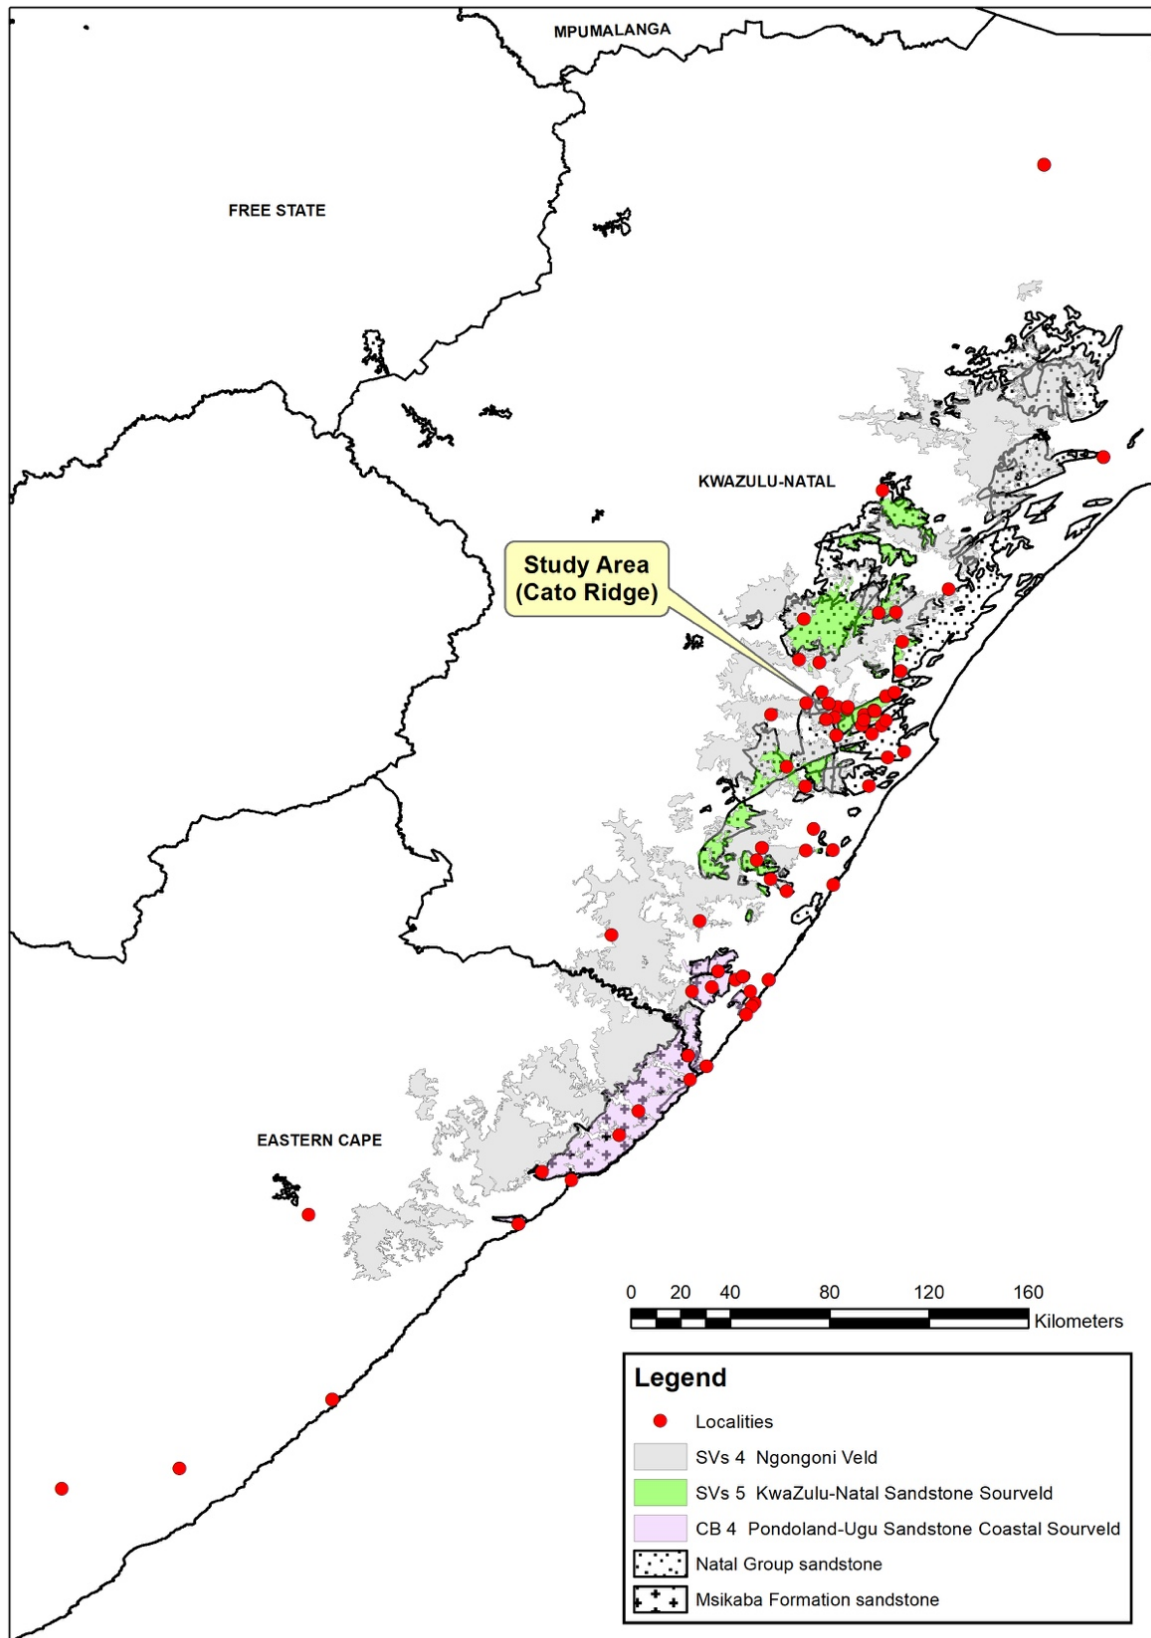 MPUMALANGA
FREE STATE
KWAZULU-NATAL
Study Area
(Cato Ridge)
EASTERN CAPE
0 20 40 80 120 160
Kilometers
Legend
Localities
SVs 4 Ngongoni Veld
SVs 5 KwaZulu-Natal Sandstone Sourveld
CB 4 Pondoland-Ugu Sandstone Coastal Sourveld
Natal Group sandstone
Msikaba Formation sandstone